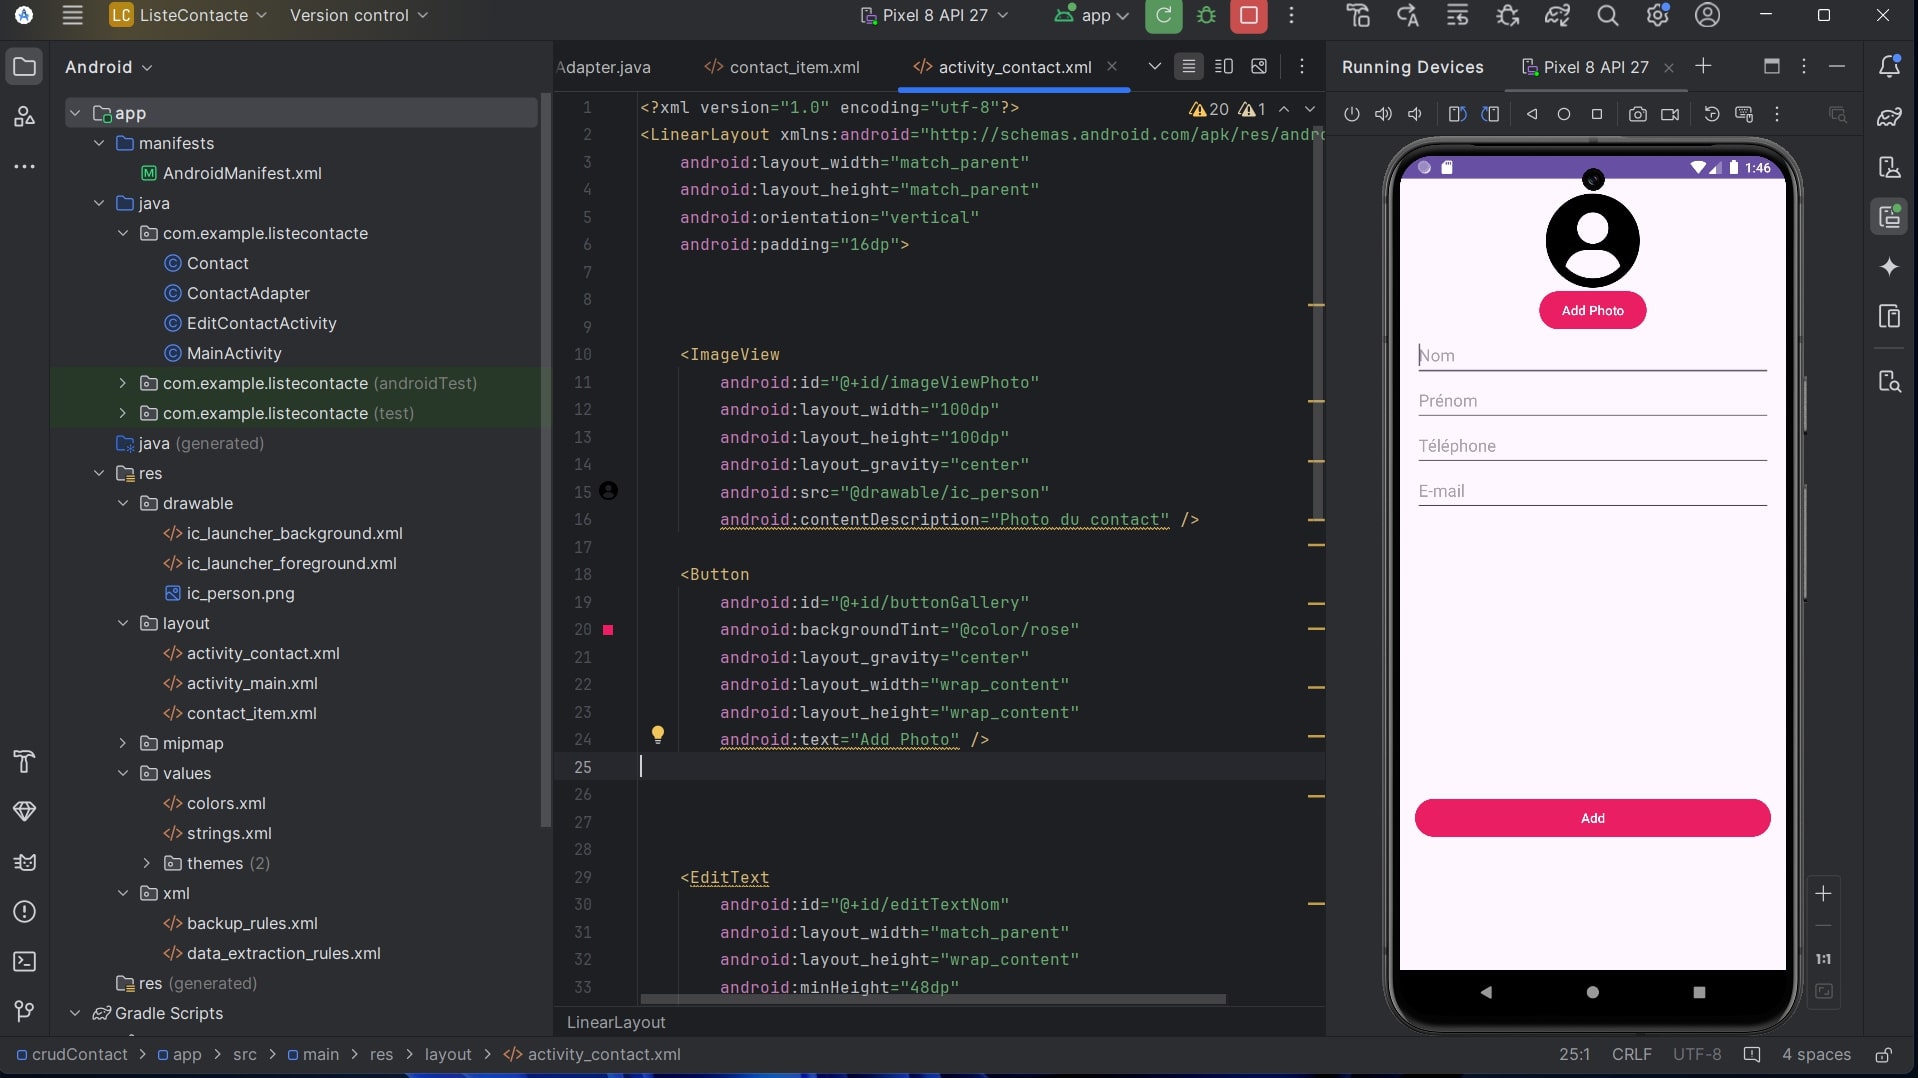 LC ListeContacte Version control Pixel 8 API 27 app
Android
app
manifests
AndroidManifest.xml
java
com.example.listecontacte
Contact
ContactAdapter
EditContactActivity
MainActivity
com.example.listecontacte (androidTest)
com.example.listecontacte (test)
java (generated)
res
drawable
ic_launcher_background.xml
ic_launcher_foreground.xml
ic_person.png
layout
activity_contact.xml
activity_main.xml
contact_item.xml
mipmap
values
colors.xml
strings.xml
themes (2)
xml
backup_rules.xml
data_extraction_rules.xml
res (generated)
Gradle Scripts
Adapter.java contact_item.xml activity_contact.xml
20 1
1 <?xml version="1.0" encoding="utf-8"?>
2 <LinearLayout xmlns:android="http://schemas.android.com/apk/res/andro
3 android:layout_width="match_parent"
4 android:layout_height="match_parent"
5 android:orientation="vertical"
6 android:padding="16dp">
7
8
9
10 <ImageView
11 android:id="@+id/imageViewPhoto"
12 android:layout_width="100dp"
13 android:layout_height="100dp"
14 android:layout_gravity="center"
15 android:src="@drawable/ic_person"
16 android:contentDescription="Photo du contact" />
17
18 <Button
19 android:id="@+id/buttonGallery"
20 android:backgroundTint="@color/rose"
21 android:layout_gravity="center"
22 android:layout_width="wrap_content"
23 android:layout_height="wrap_content"
24 android:text="Add Photo" />
25
26
27
28
29 <EditText
30 android:id="@+id/editTextNom"
31 android:layout_width="match_parent"
32 android:layout_height="wrap_content"
33 android:minHeight="48dp"
LinearLayout
Running Devices Pixel 8 API 27
1:46
Add Photo
Nom
Prénom
Téléphone
E-mail
Add
1:1
crudContact app src main res layout activity_contact.xml
25:1 CRLF UTF-8 4 spaces